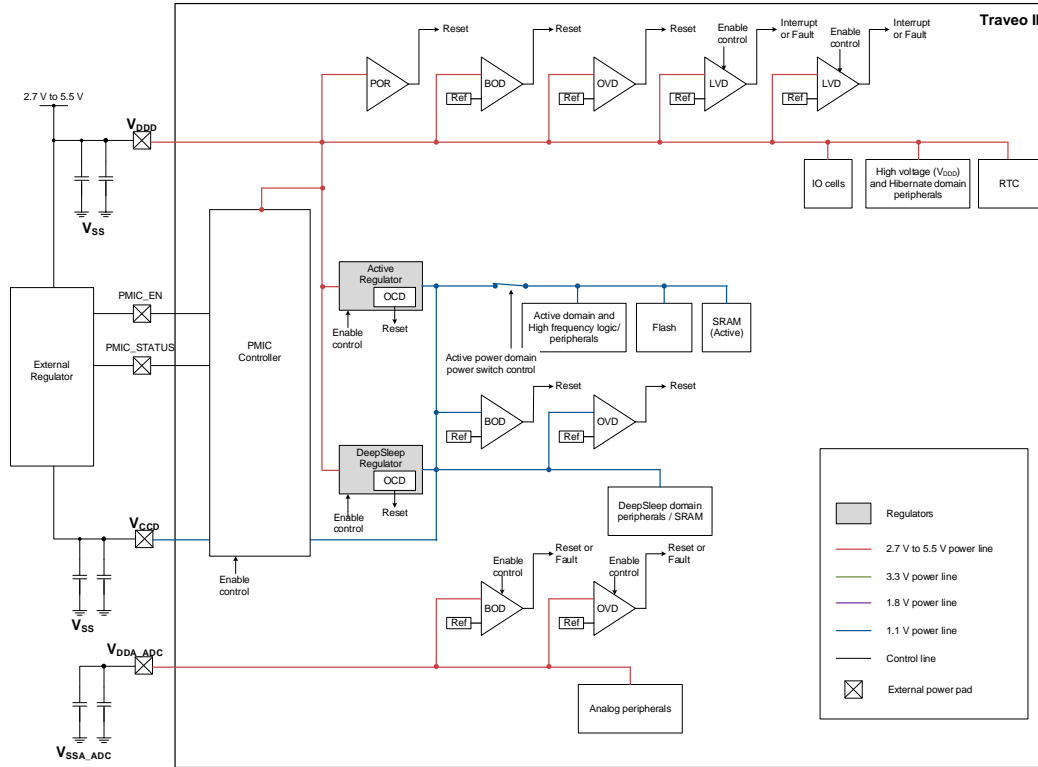 Traveo II
Reset
Reset
Reset
Enable
control
Interrupt
or Fault
Enable
control
Interrupt
or Fault
POR
BOD
OVD
LVD
LVD
Ref
Ref
Ref
Ref
2.7 V to 5.5 V
VDDD
VSS
IO cells
High voltage (VDDD)
and Hibernate domain
peripherals
RTC
External
Regulator
PMIC_EN
PMIC_STATUS
PMIC
Controller
Enable
control
Active
Regulator
OCD
Enable
control
Reset
Active power domain
power switch control
Active domain and
High frequency logic/
peripherals
Flash
SRAM
(Active)
BOD
Ref
Reset
OVD
Ref
Reset
DeepSleep
Regulator
OCD
Enable
control
Reset
DeepSleep domain
peripherals / SRAM
VCCD
VSS
Enable
control
Reset or
Fault
Enable
control
Reset or
Fault
BOD
OVD
Ref
Ref
VDDA_ADC
VSSA_ADC
Analog peripherals
Regulators
2.7 V to 5.5 V power line
3.3 V power line
1.8 V power line
1.1 V power line
Control line
External power pad